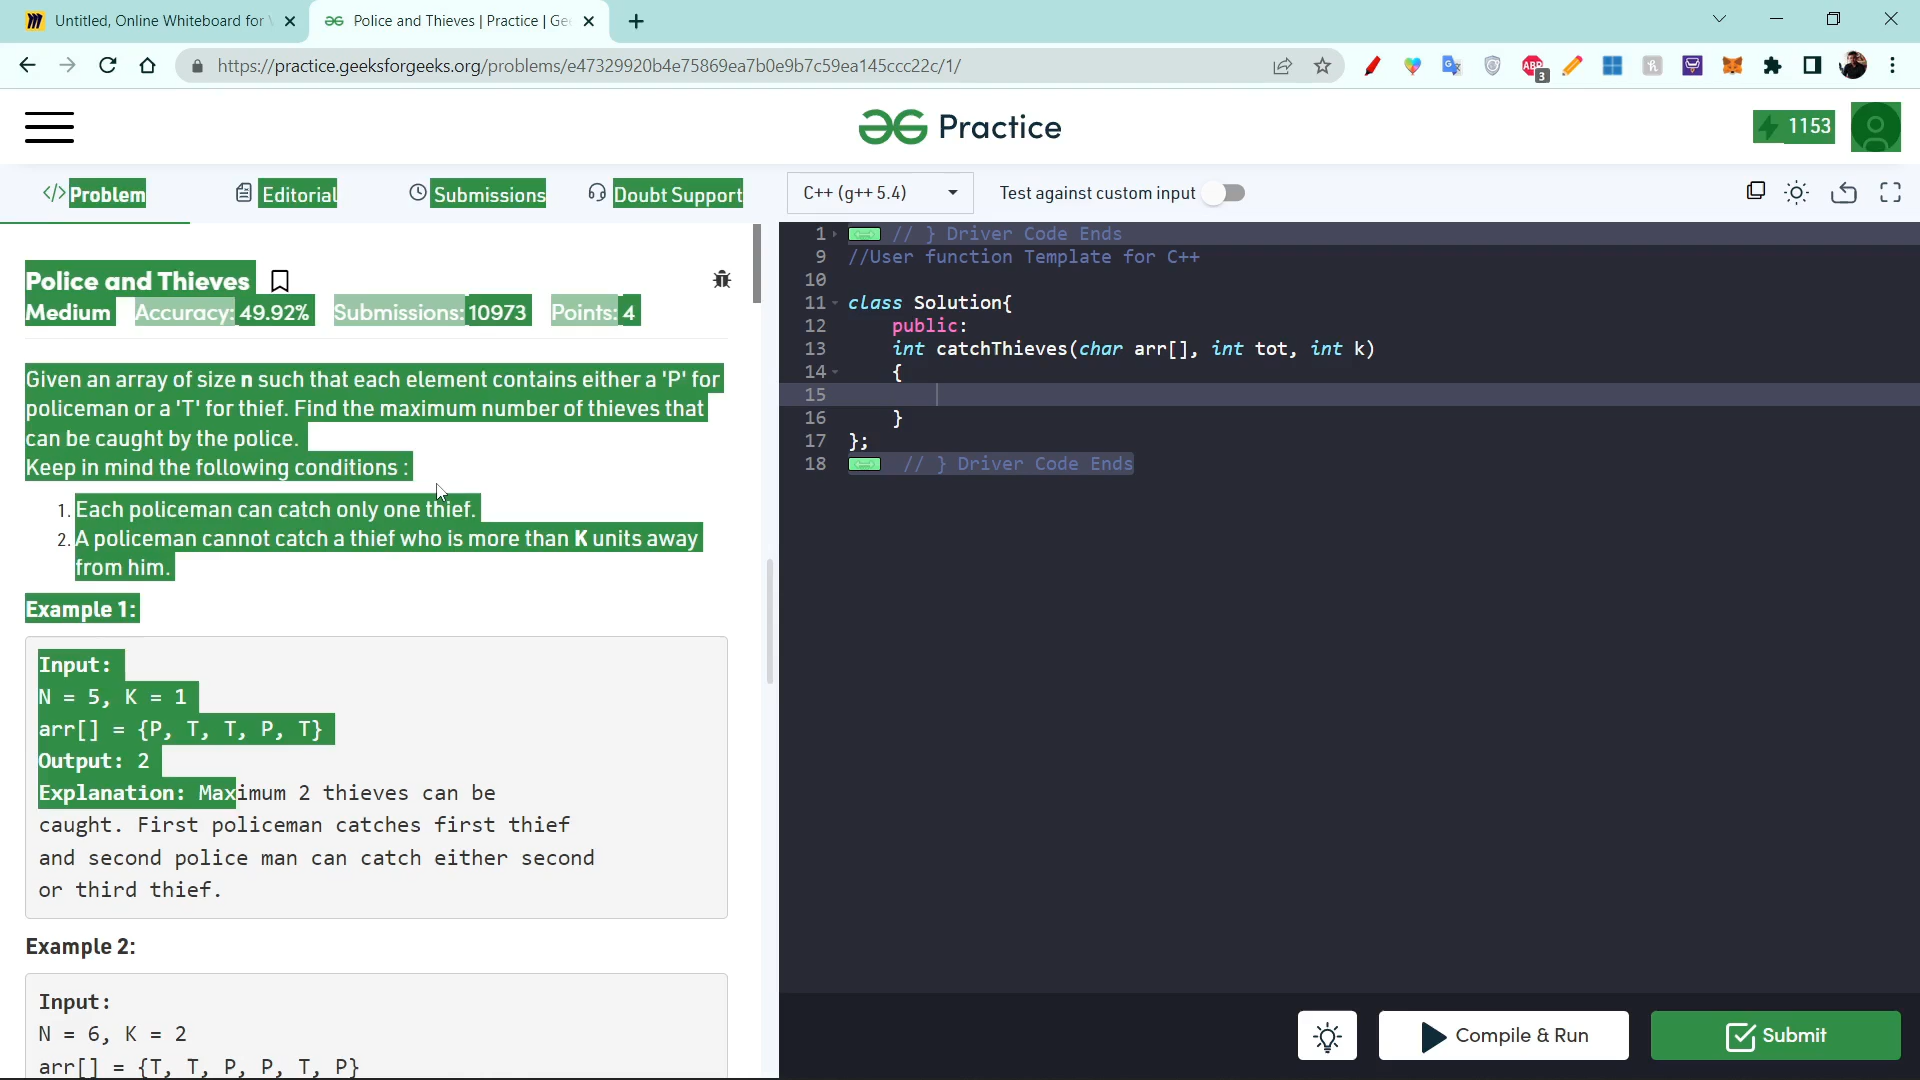 Untitled, Online Whiteboard for
Police and Thieves | Practice | Ge
https://practice.geeksforgeeks.org/problems/e47329920b4e75869ea7b0e9b7c59ea145ccc22c/1/
ABP
3
Practice
1153
</> Problem
Editorial
Submissions
Doubt Support
C++ (g++ 5.4)
Test against custom input
Police and Thieves
Medium Accuracy: 49.92% Submissions: 10973 Points: 4
Given an array of size n such that each element contains either a 'P' for
policeman or a 'T' for thief. Find the maximum number of thieves that
can be caught by the police.
Keep in mind the following conditions :
1. Each policeman can catch only one thief.
2. A policeman cannot catch a thief who is more than K units away
from him.
Example 1:
Input:
N = 5, K = 1
arr[] = {P, T, T, P, T}
Output: 2
Explanation: Maximum 2 thieves can be
caught. First policeman catches first thief
and second police man can catch either second
or third thief.
Example 2:
Input:
N = 6, K = 2
arr[] = {T, T, P, P, T, P}
1 // } Driver Code Ends
9 //User function Template for C++
10
11 class Solution{
12 public:
13 int catchThieves(char arr[], int tot, int k)
14 {
15
16 }
17 };
18 // } Driver Code Ends
Compile & Run
Submit